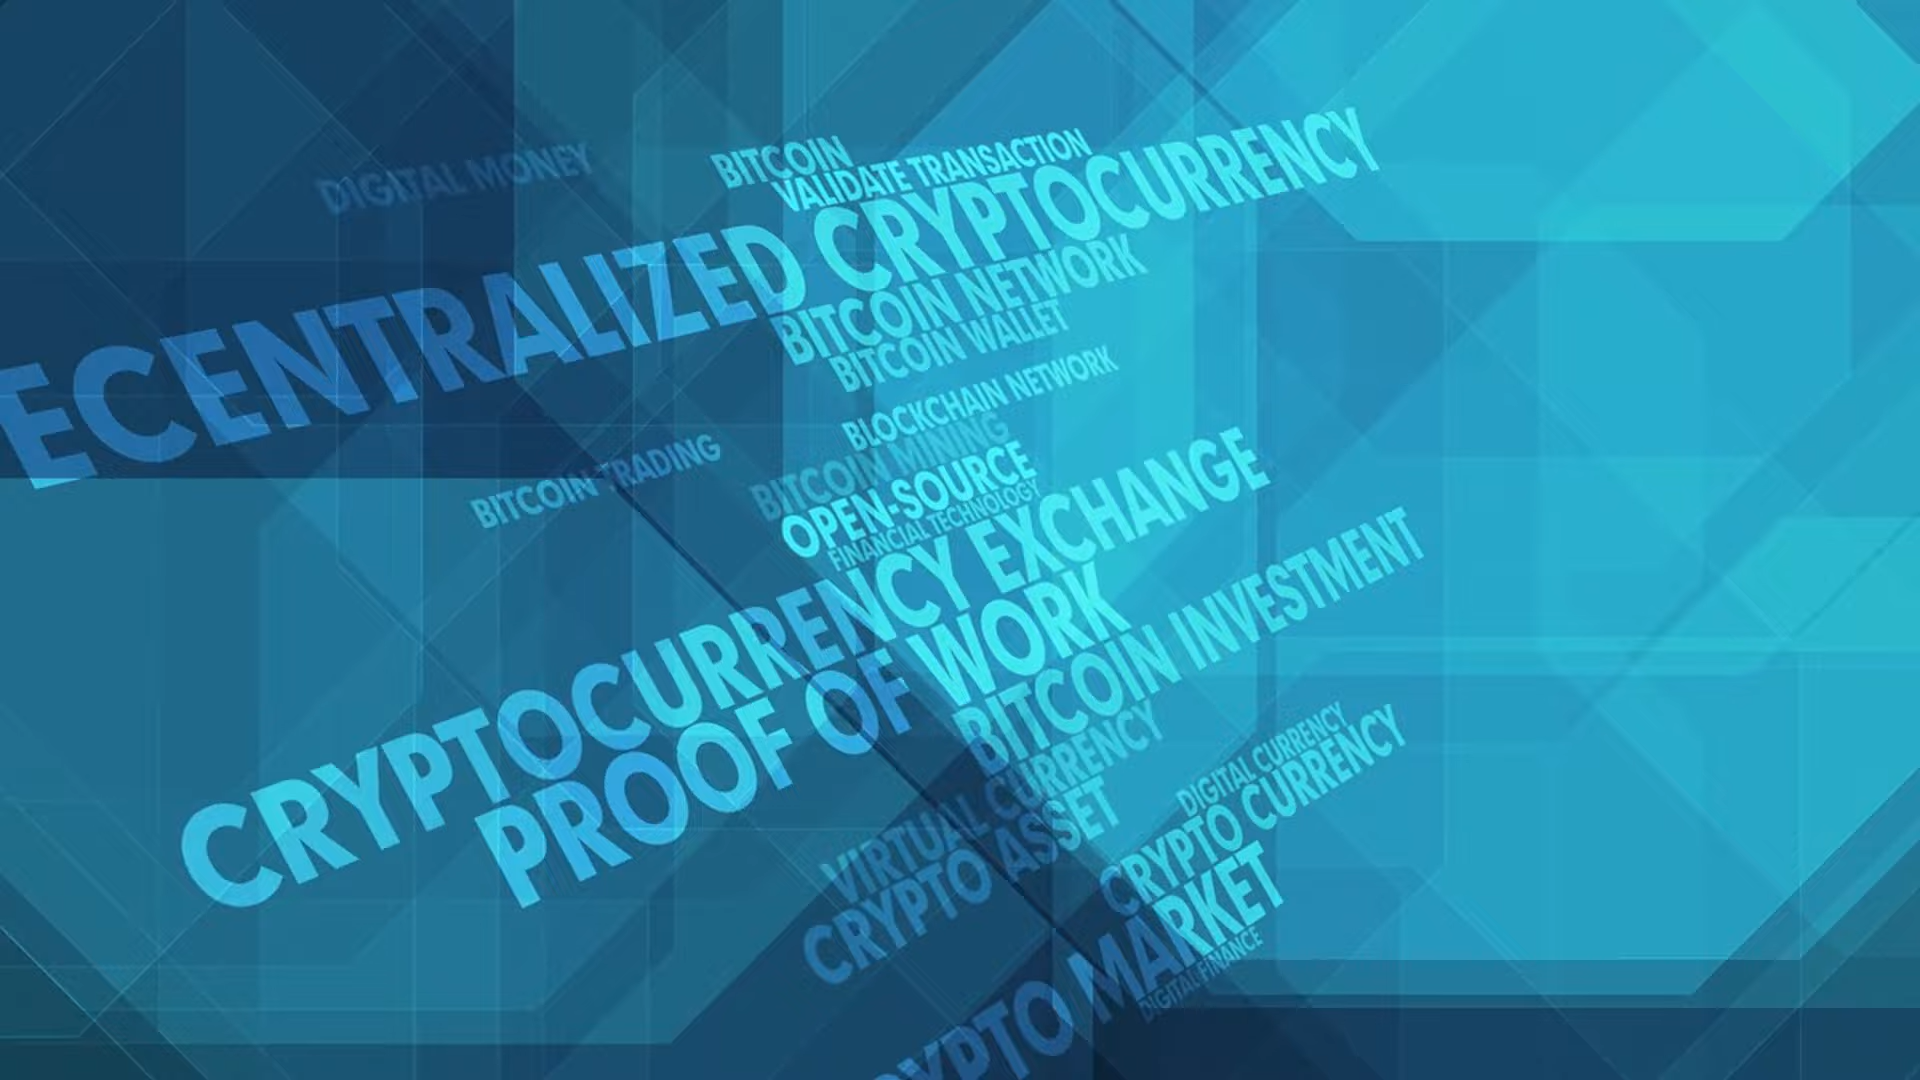 DIGITAL MONEY
BITCOIN
VALIDATE TRANSACTION
ECENTRALIZED CRYPTOCURRENCY
BITCOIN NETWORK
BITCOIN WALLET
BLOCKCHAIN NETWORK
BITCOIN MINING
BITCOIN TRADING
OPEN-SOURCE
FINANCIAL TECHNOLOGY
CRYPTOCURRENCY EXCHANGE
PROOF OF WORK
BITCOIN INVESTMENT
VIRTUAL CURRENCY
CRYPTO ASSET
DIGITAL CURRENCY
CRYPTO CURRENCY
YPTO MARKET
DIGITAL FINANCE